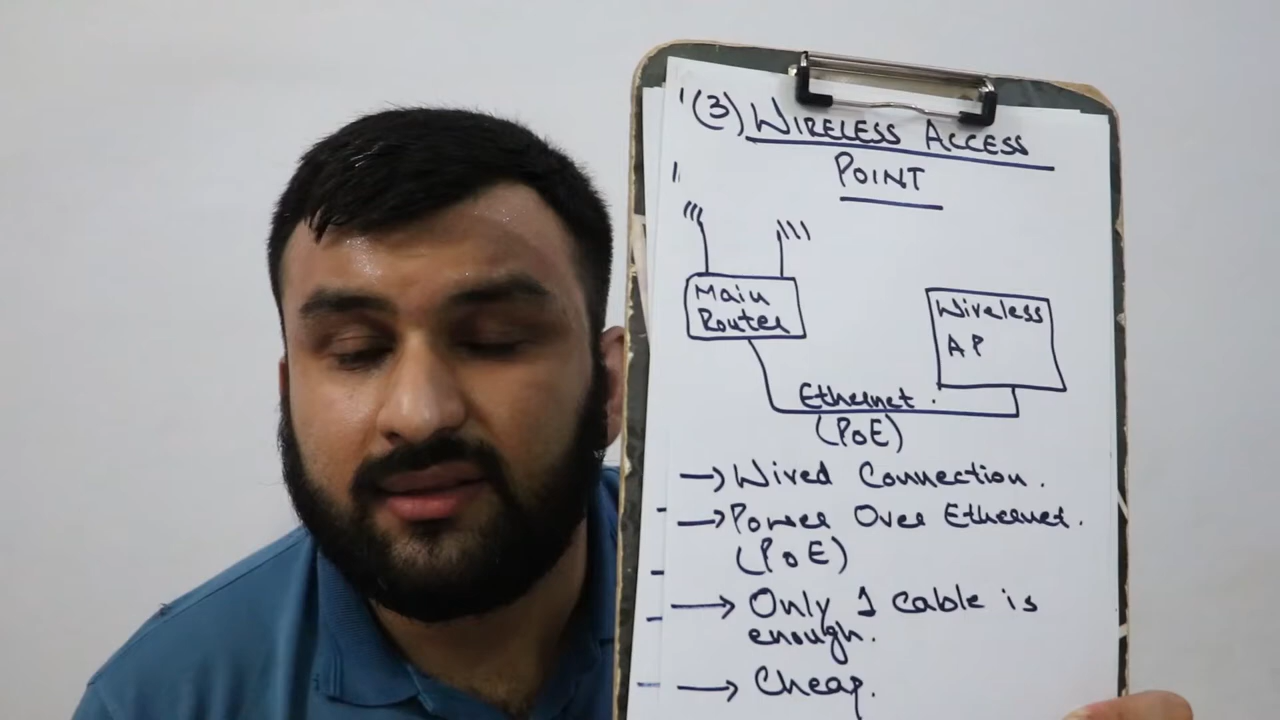 (3) WIRELESS ACCESS
POINT
Main
Router
Wireless
AP
Ethernet.
(PoE)
→ Wired Connection.
→ Power Over Ethernet.
(PoE)
→ Only 1 cable is
enough.
→ Cheap.